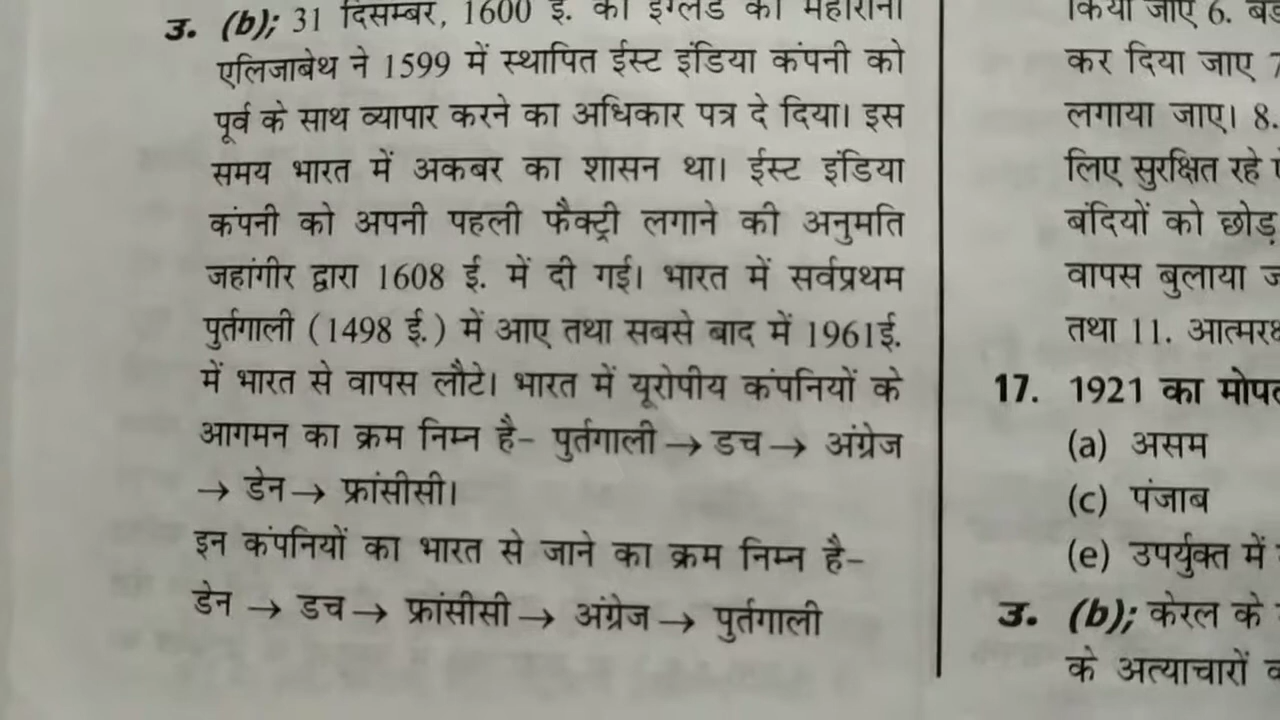 उ. (b); 31 दिसम्बर, 1600 ई. को इंग्लैंड की महारानी
एलिजाबेथ ने 1599 में स्थापित ईस्ट इंडिया कंपनी को
पूर्व के साथ व्यापार करने का अधिकार पत्र दे दिया। इस
समय भारत में अकबर का शासन था। ईस्ट इंडिया
कंपनी को अपनी पहली फैक्ट्री लगाने की अनुमति
जहांगीर द्वारा 1608 ई. में दी गई। भारत में सर्वप्रथम
पुर्तगाली (1498 ई.) में आए तथा सबसे बाद में 1961ई.
में भारत से वापस लौटे। भारत में यूरोपीय कंपनियों के
आगमन का क्रम निम्न है- पुर्तगाली → डच → अंग्रेज
→ डेन → फ्रांसीसी।
इन कंपनियों का भारत से जाने का क्रम निम्न है-
डेन → डच → फ्रांसीसी → अंग्रेज → पुर्तगाली
किया जाए 6.
कर दिया जाए
लगाया जाए। 8.
लिए सुरक्षित रहे
बंदियों को छोड़
वापस बुलाया
तथा 11.
17. 1921 का
(a) असम
(c) पंजाब
(e) उपर्युक्त में
उ. (b); केरल के
के अत्याचारों